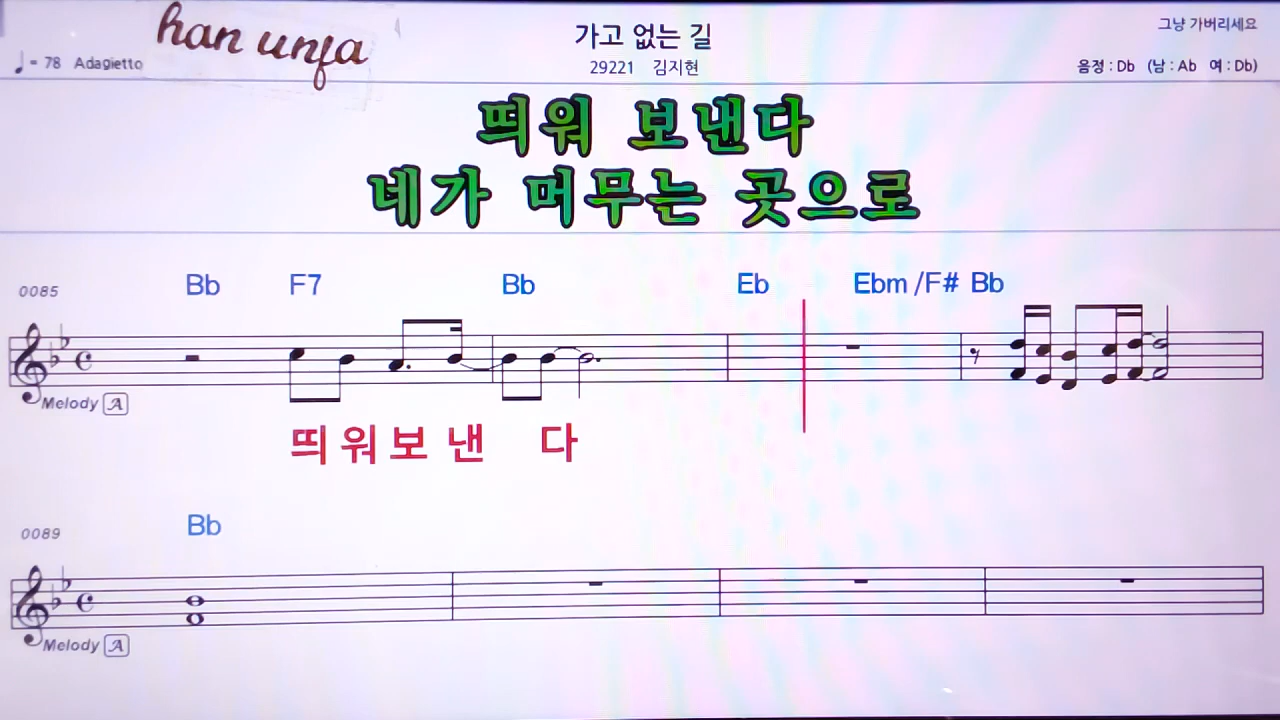 han unja
♩= 78 Adagietto
가고 없는 길
29221 김지현
그냥 가버리세요
음정 : Db (남 : Ab 여 : Db)
띄워 보낸다
네가 머무는 곳으로
0085 Bb F7 Bb Eb Ebm /F# Bb
Melody A
띄워보낸 다
0089 Bb
Melody A